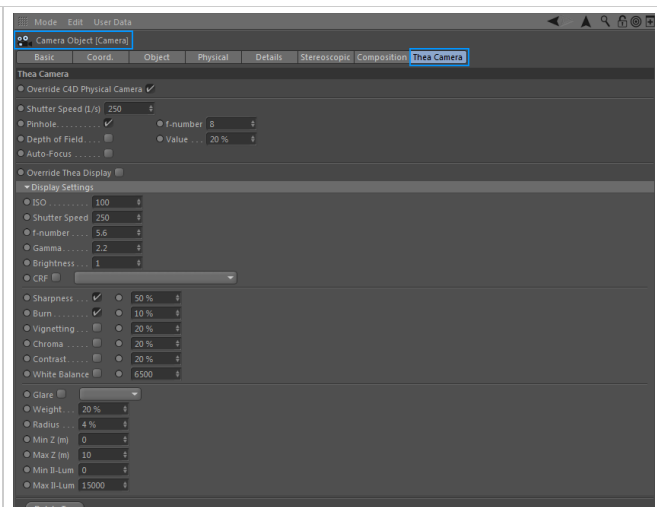 Mode Edit User Data
Camera Object [Camera]
Basic Coord. Object Physical Details Stereoscopic Composition Thea Camera
Thea Camera
Override C4D Physical Camera
Shutter Speed (1/s) 250
Pinhole. . . . . . . . . . f-number 8
Depth of Field. . . . Value . . . 20 %
Auto-Focus . . . . . .
Override Thea Display
Display Settings
ISO . . . . . . . . . 100
Shutter Speed 250
f-number . . . . 5.6
Gamma. . . . . . 2.2
Brightness . . . 1
CRF
Sharpness . . . 50 %
Burn . . . . . . . . 10 %
Vignetting . . . 20 %
Chroma . . . . . 20 %
Contrast. . . . . 20 %
White Balance 6500
Glare
Weight. . . 20 %
Radius . . . 4 %
Min Z (m) 0
Max Z (m) 10
Min II-Lum 0
Max II-Lum 15000